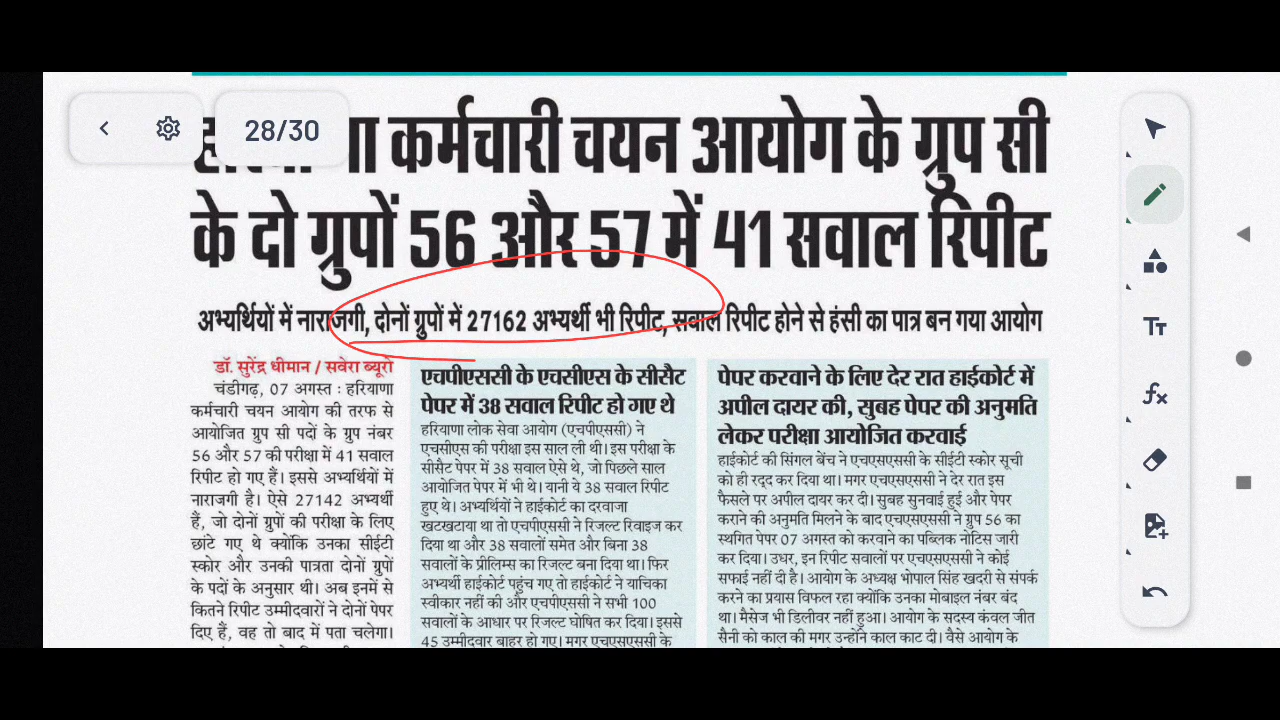 28/30
कर्मचारी चयन आयोग के ग्रुप सी
के दो ग्रुपों 56 और 57 में 41 सवाल रिपीट
अभ्यर्थियों में नाराजगी, दोनों ग्रुपों में 27162 अभ्यर्थी भी रिपीट, सवाल रिपीट होने से हंसी का पात्र बन गया आयोग
डॉ. सुरेंद्र धीमान / सवेरा ब्यूरो
चंडीगढ़, 07 अगस्त : हरियाणा
कर्मचारी चयन आयोग की तरफ से
आयोजित ग्रुप सी पदों के ग्रुप नंबर
56 और 57 की परीक्षा में 41 सवाल
रिपीट हो गए हैं। इससे अभ्यर्थियों में
नाराजगी है। ऐसे 27142 अभ्यर्थी
हैं, जो दोनों ग्रुपों की परीक्षा के लिए
छांटे गए थे क्योंकि उनका सीईटी
स्कोर और उनकी पात्रता दोनों ग्रुपों
के पदों के अनुसार थी। अब इनमें से
कितने रिपीट उम्मीदवारों ने दोनों पेपर
दिए हैं, वह तो बाद में पता चलेगा।
एचपीएससी के एचसीएस के सीसैट
पेपर में 38 सवाल रिपीट हो गए थे
हरियाणा लोक सेवा आयोग (एचपीएससी) ने
एचसीएस की परीक्षा इस साल ली थी। इस परीक्षा के
सीसैट पेपर में 38 सवाल ऐसे थे, जो पिछले साल
आयोजित पेपर में भी थे। यानी ये 38 सवाल रिपीट
हुए थे। अभ्यर्थियों ने हाईकोर्ट का दरवाजा
खटखटाया था तो एचपीएससी ने रिजल्ट रिवाइज कर
दिया था और 38 सवालों समेत और बिना 38
सवालों के प्रीलिम्स का रिजल्ट बना दिया था। फिर
अभ्यर्थी हाईकोर्ट पहुंच गए तो हाईकोर्ट ने याचिका
स्वीकार नहीं की और एचपीएससी ने सभी 100
सवालों के आधार पर रिजल्ट घोषित कर दिया। इससे
45 उम्मीदवार बाहर हो गए। मगर एचएसएससी के
पेपर करवाने के लिए देर रात हाईकोर्ट में
अपील दायर की, सुबह पेपर की अनुमति
लेकर परीक्षा आयोजित करवाई
हाईकोर्ट की सिंगल बेंच ने एचएसएससी के सीईटी स्कोर सूची
को ही रद्द कर दिया था। मगर एचएसएससी ने देर रात इस
फैसले पर अपील दायर कर दी। सुबह सुनवाई हुई और पेपर
कराने की अनुमति मिलने के बाद एचएसएससी ने ग्रुप 56 का
स्थगित पेपर 07 अगस्त को करवाने का पब्लिक नोटिस जारी
कर दिया। उधर, इन रिपीट सवालों पर एचएसएससी ने कोई
सफाई नहीं दी है। आयोग के अध्यक्ष भोपाल सिंह खदरी से संपर्क
करने का प्रयास विफल रहा क्योंकि उनका मोबाइल नंबर बंद
था। मैसेज भी डिलीवर नहीं हुआ। आयोग के सदस्य कंवल जीत
सैनी को काल की मगर उन्होंने काल काट दी। वैसे आयोग के
Tт
fx